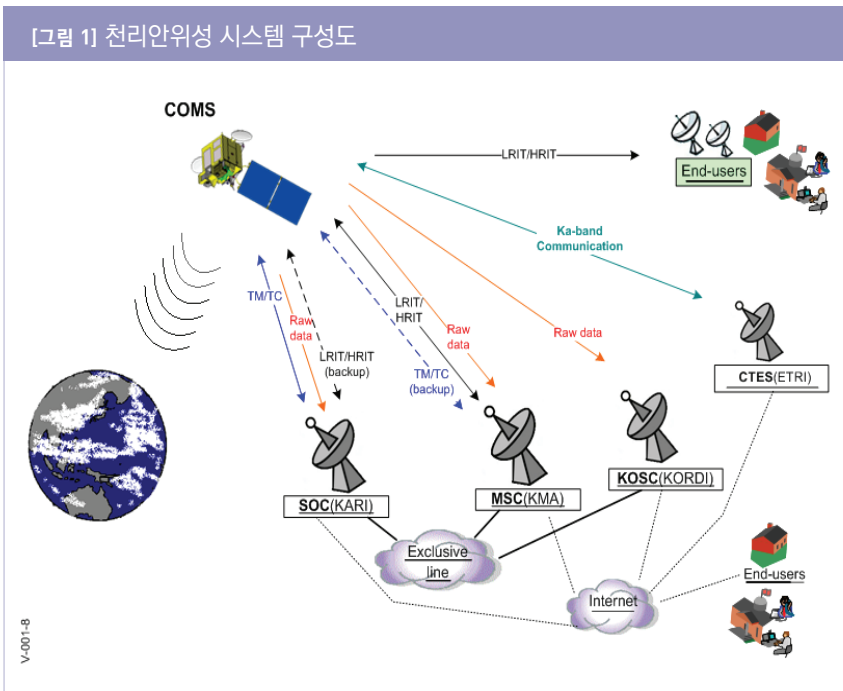 [그림 1] 천리안위성 시스템 구성도
COMS
LRIT/HRIT
End-users
Ka-band
Communication
TM/TC
Raw
data
LRIT/HRIT
(backup)
LRIT/
HRIT
TM/TC
(backup)
Raw
data
Raw data
CTES(ETRI)
SOC(KARI)
MSC(KMA)
KOSC(KORDI)
Exclusive
line
Internet
End-users
V-001-8